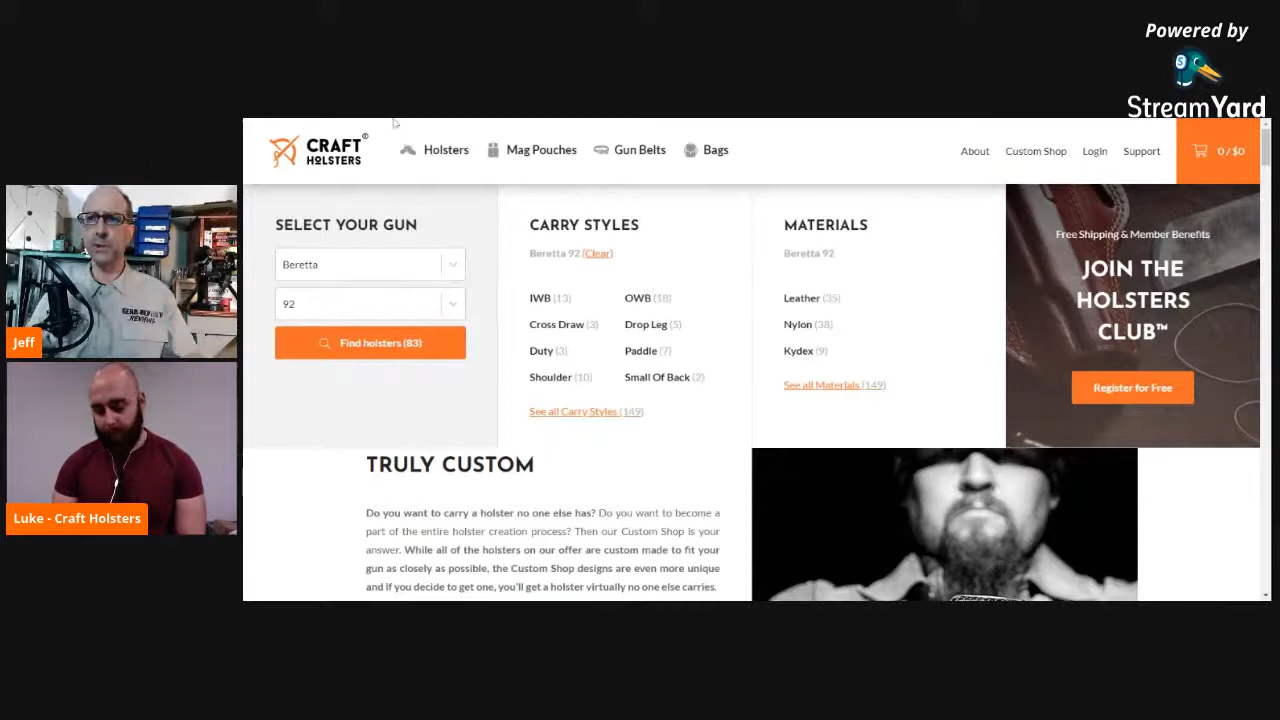 Powered by
StreamYard
CRAFT®
HOLSTERS
Holsters
Mag Pouches
Gun Belts
Bags
About
Custom Shop
Login
Support
0 / $0
SELECT YOUR GUN
Beretta
92
Find holsters (83)
CARRY STYLES
Beretta 92 (Clear)
IWB (13)
OWB (18)
Cross Draw (3)
Drop Leg (5)
Duty (3)
Paddle (7)
Shoulder (10)
Small Of Back (2)
See all Carry Styles (149)
MATERIALS
Beretta 92
Leather (35)
Nylon (38)
Kydex (9)
See all Materials (149)
Free Shipping & Member Benefits
JOIN THE
HOLSTERS
CLUB™
Register for Free
TRULY CUSTOM
Do you want to carry a holster no one else has? Do you want to become a
part of the entire holster creation process? Then our Custom Shop is your
answer. While all of the holsters on our offer are custom made to fit your
gun as closely as possible, the Custom Shop designs are even more unique
and if you decide to get one, you'll get a holster virtually no one else carries.
REVIEWS
Jeff
Luke - Craft Holsters